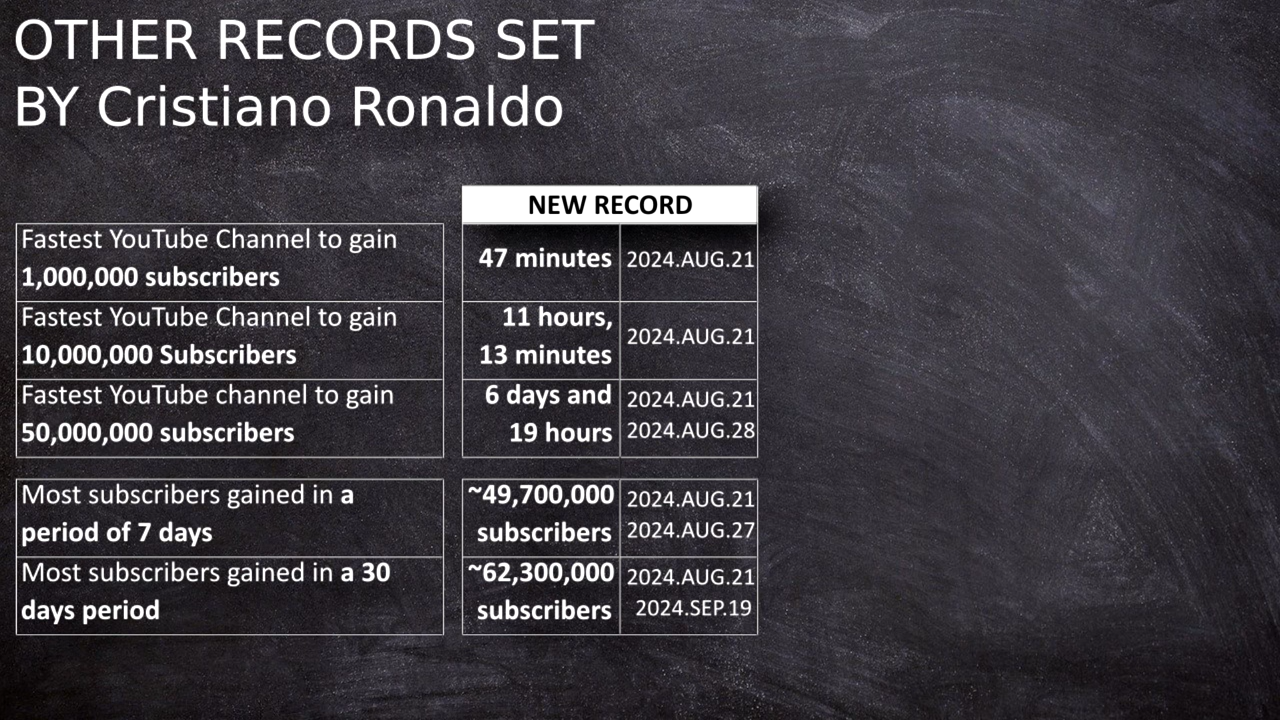 OTHER RECORDS SET
BY Cristiano Ronaldo
NEW RECORD
Fastest YouTube Channel to gain
1,000,000 subscribers
47 minutes
2024.AUG.21
Fastest YouTube Channel to gain
10,000,000 Subscribers
11 hours,
13 minutes
2024.AUG.21
Fastest YouTube channel to gain
50,000,000 subscribers
6 days and
19 hours
2024.AUG.21
2024.AUG.28
Most subscribers gained in a
period of 7 days
~49,700,000
subscribers
2024.AUG.21
2024.AUG.27
Most subscribers gained in a 30
days period
~62,300,000
subscribers
2024.AUG.21
2024.SEP.19